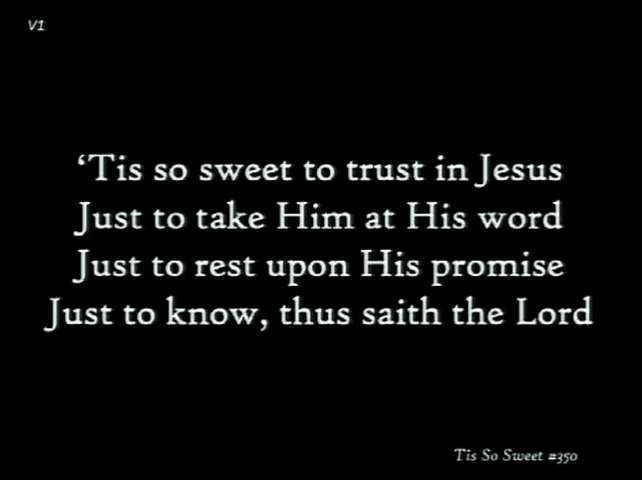 V1
‘Tis so sweet to trust in Jesus
Just to take Him at His word
Just to rest upon His promise
Just to know, thus saith the Lord
Tis So Sweet #350